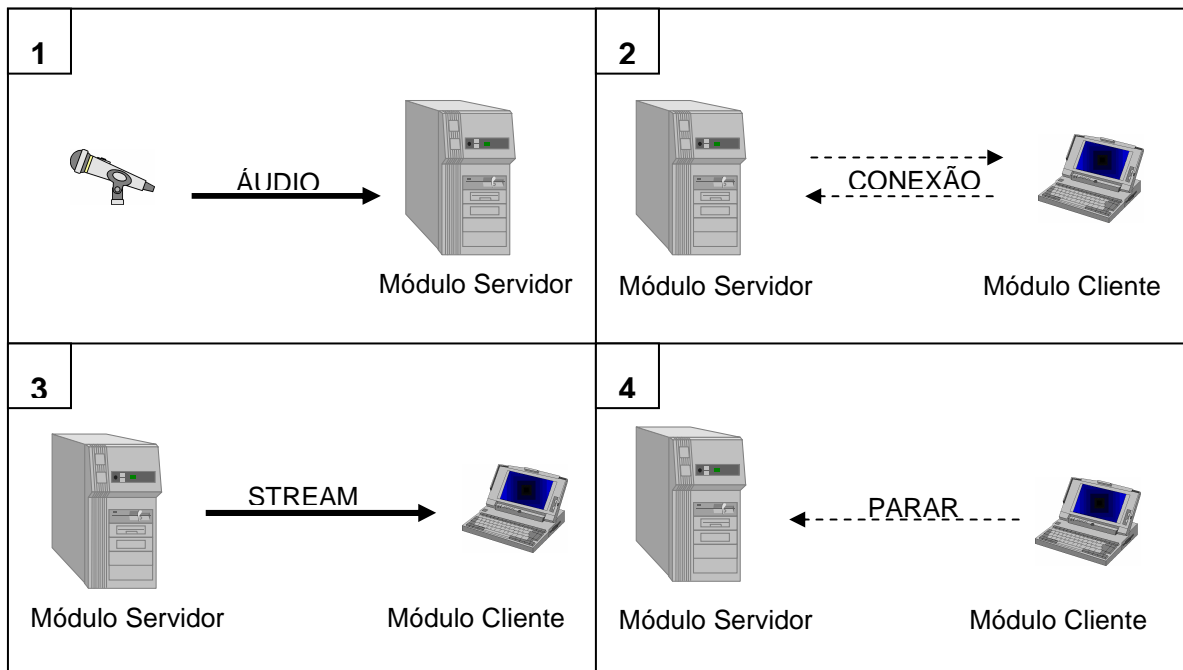 1
ÁUDIO
Módulo Servidor
2
CONEXÃO
Módulo Servidor Módulo Cliente
3
STREAM
Módulo Servidor Módulo Cliente
4
PARAR
Módulo Servidor Módulo Cliente